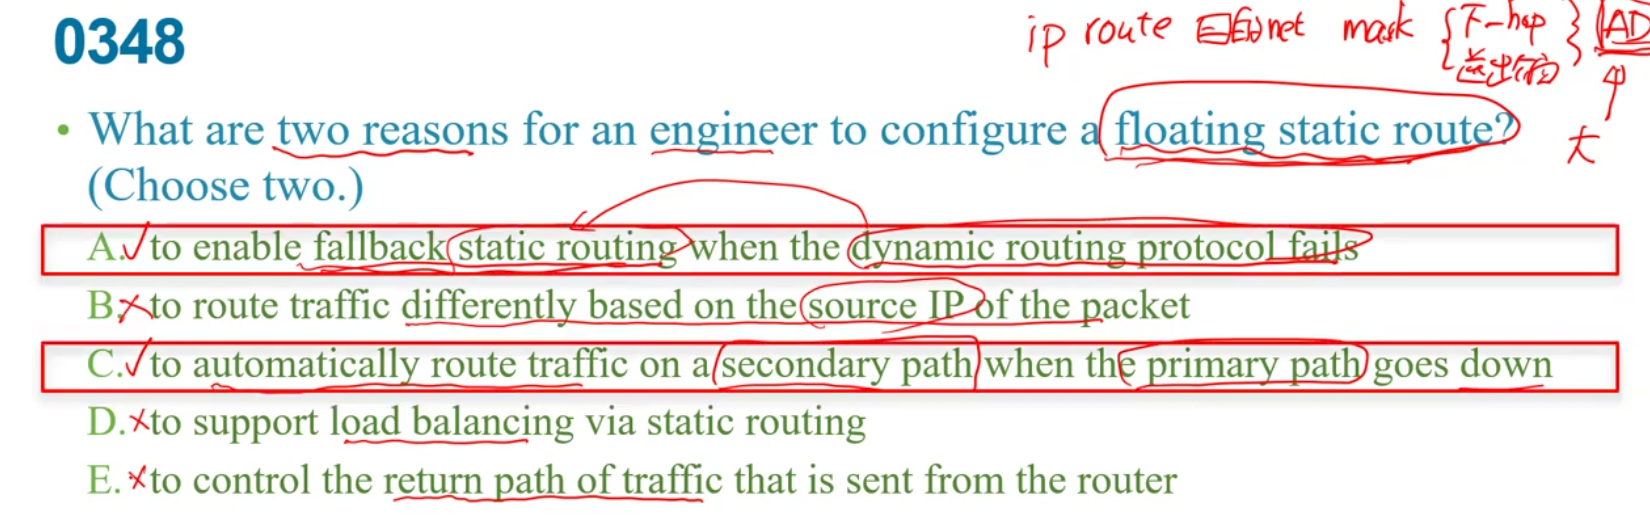 0348
ip route 目的net mask {下-hop } (AD
送出接口
大
• What are two reasons for an engineer to configure a floating static route?
(Choose two.)
A.✓to enable fallback static routing when the dynamic routing protocol fails
B.×to route traffic differently based on the source IP of the packet
C.✓to automatically route traffic on a secondary path when the primary path goes down
D.×to support load balancing via static routing
E.×to control the return path of traffic that is sent from the router